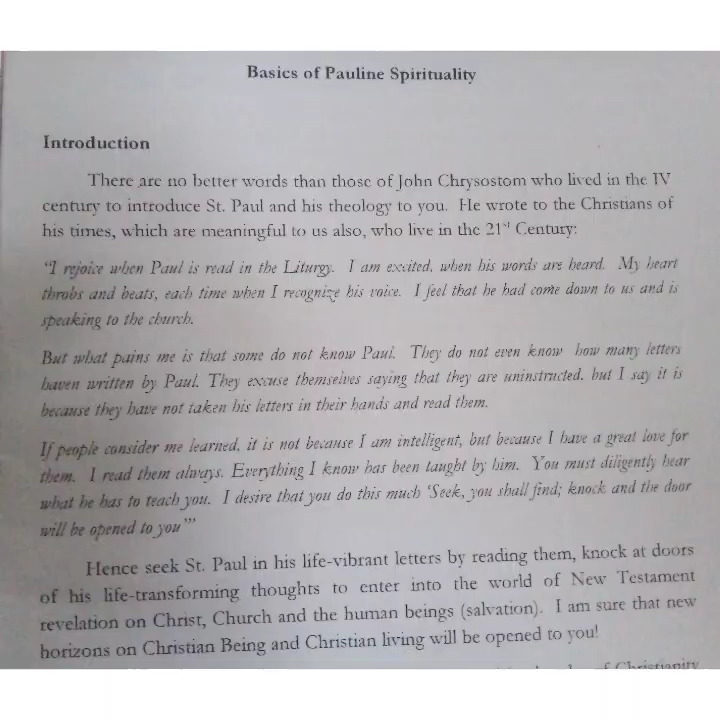 Basics of Pauline Spirituality
Introduction
There are no better words than those of John Chrysostom who lived in the IV
century to introduce St. Paul and his theology to you. He wrote to the Christians of
his times, which are meaningful to us also, who live in the 21st Century:
"I rejoice when Paul is read in the Liturgy. I am excited, when his words are heard. My heart
throbs and beats, each time when I recognize his voice. I feel that he had come down to us and is
speaking to the church.
But what pains me is that some do not know Paul. They do not even know how many letters
haven written by Paul. They excuse themselves saying that they are uninstructed. but I say it is
because they have not taken his letters in their hands and read them.
If people consider me learned, it is not because I am intelligent, but because I have a great love for
them. I read them always. Everything I know has been taught by him. You must diligently hear
what he has to teach you. I desire that you do this much 'Seek, you shall find; knock and the door
will be opened to you'"
Hence seek St. Paul in his life-vibrant letters by reading them, knock at doors
of his life-transforming thoughts to enter into the world of New Testament
revelation on Christ, Church and the human beings (salvation). I am sure that new
horizons on Christian Being and Christian living will be opened to you!
of Christianity